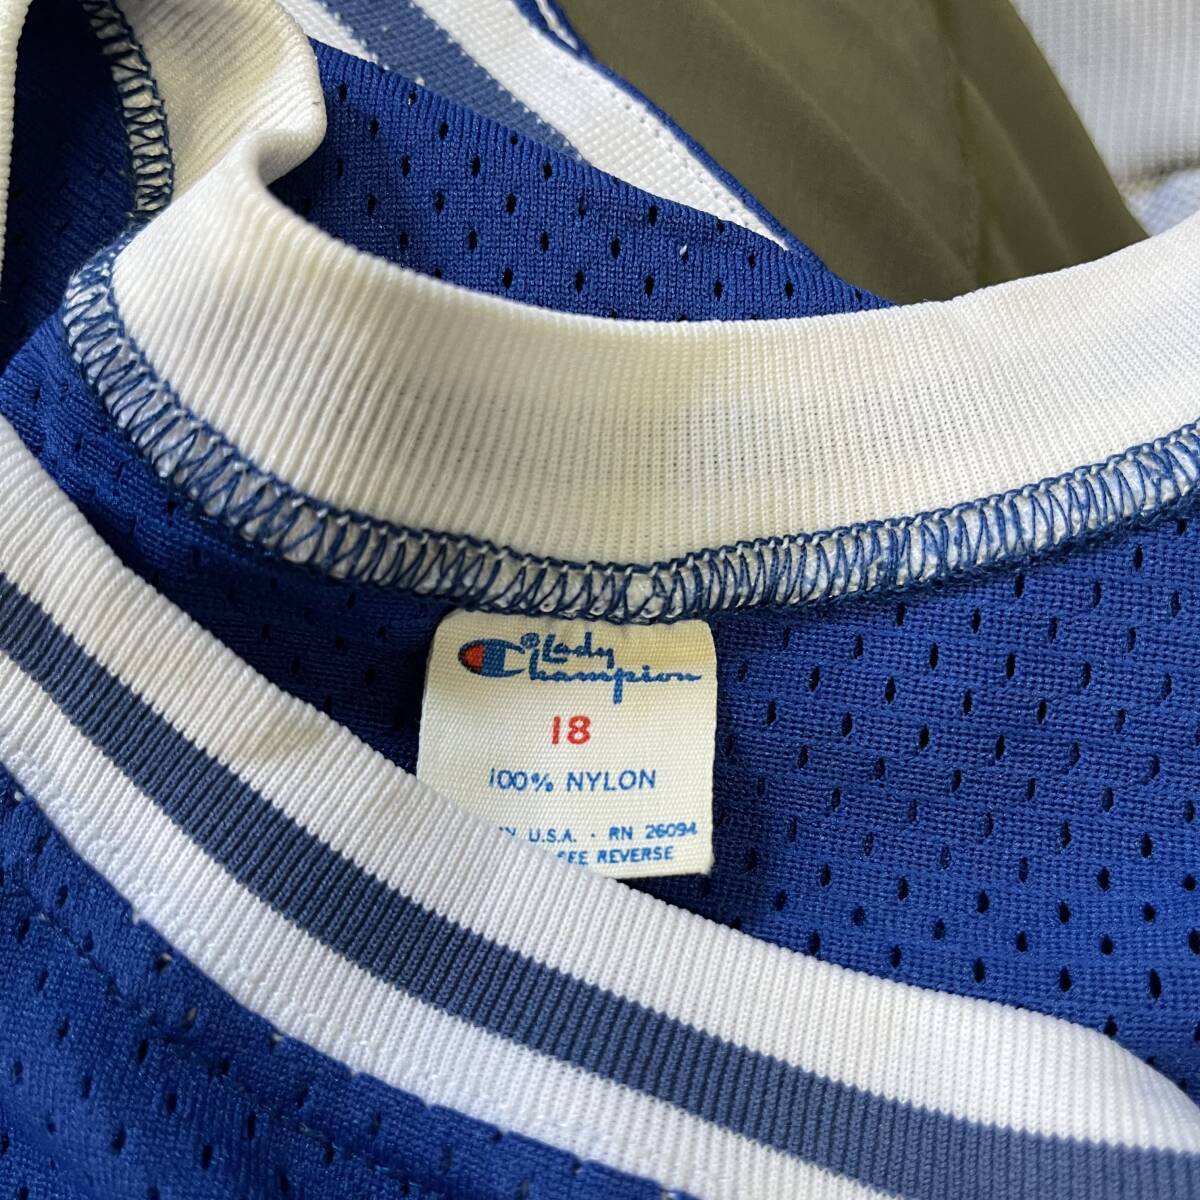 ®Lady
Champion
18
100% NYLON
U.S.A. · RN 26094
SEE REVERSE